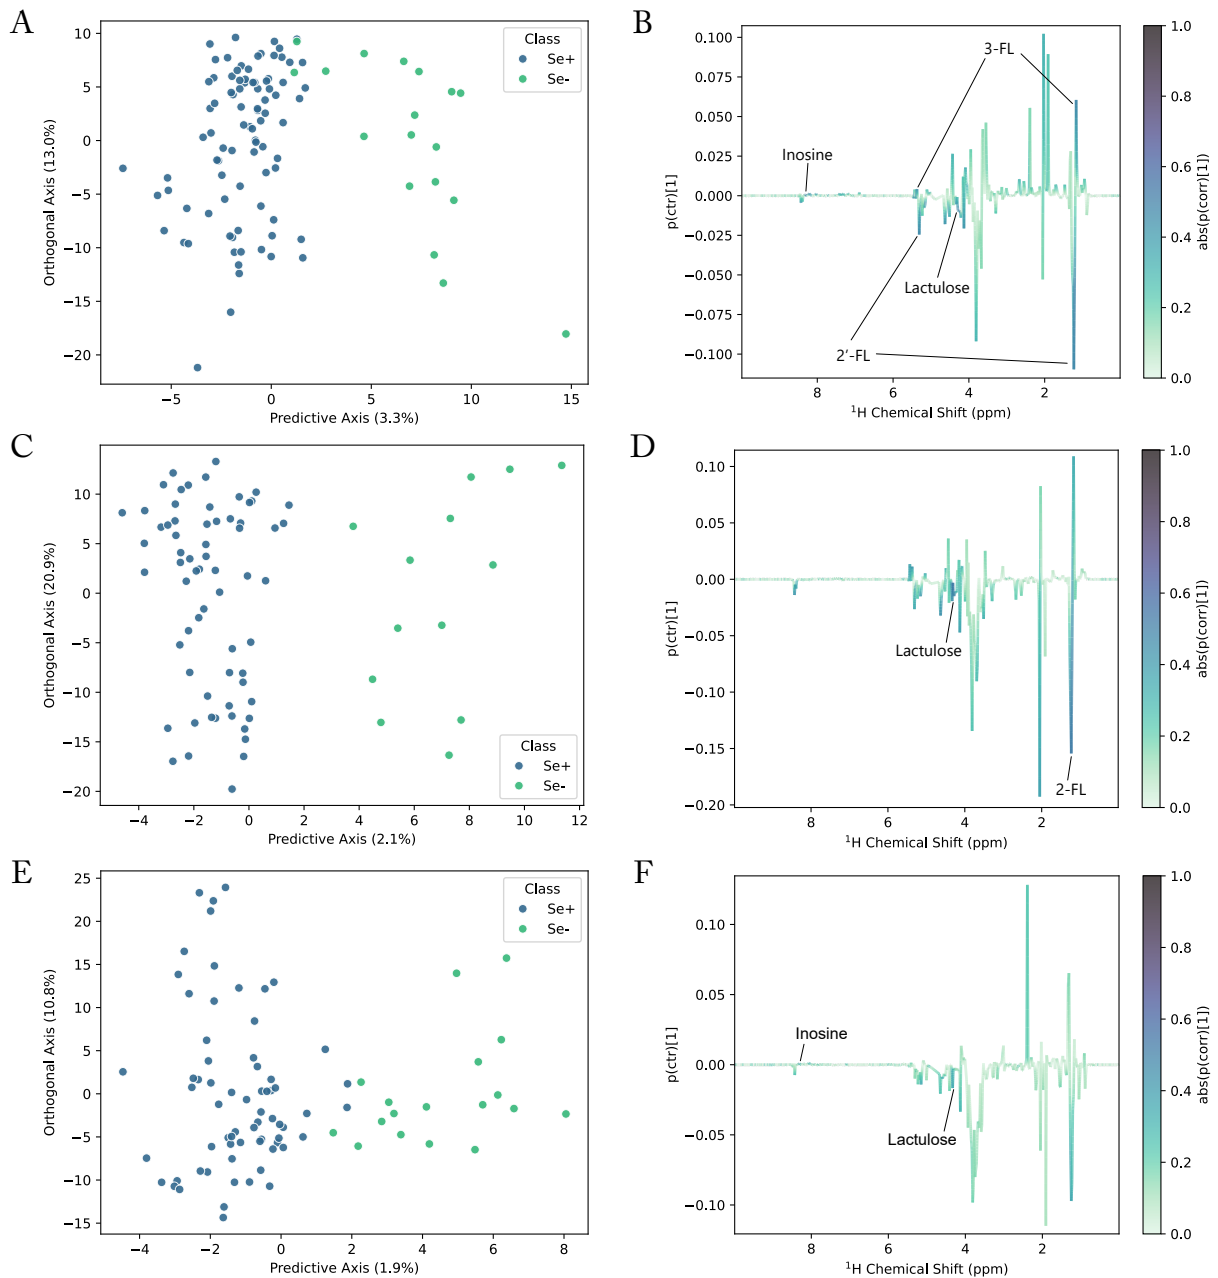 A
10
5
0
−5
−10
−15
−20
Orthogonal Axis (13.0%)
Class
Se+
Se-
−5
0
5
10
15
Predictive Axis (3.3%)
B
0.100
0.075
0.050
0.025
0.000
−0.025
−0.050
−0.075
−0.100
p(ctr)[1]
3-FL
Inosine
Lactulose
2′-FL
8
6
4
2
¹H Chemical Shift (ppm)
1.0
0.8
0.6
0.4
0.2
0.0
abs(p(corr)[1])
C
10
5
0
−5
−10
−15
−20
Orthogonal Axis (20.9%)
Class
Se+
Se-
−4
−2
0
2
4
6
8
10
12
Predictive Axis (2.1%)
D
0.10
0.05
0.00
−0.05
−0.10
−0.15
−0.20
p(ctr)[1]
Lactulose
2-FL
8
6
4
2
¹H Chemical Shift (ppm)
1.0
0.8
0.6
0.4
0.2
0.0
abs(p(corr)[1])
E
25
20
15
10
5
0
−5
−10
−15
Orthogonal Axis (10.8%)
Class
Se+
Se-
−4
−2
0
2
4
6
8
Predictive Axis (1.9%)
F
0.10
0.05
0.00
−0.05
−0.10
p(ctr)[1]
Inosine
Lactulose
8
6
4
2
¹H Chemical Shift (ppm)
1.0
0.8
0.6
0.4
0.2
0.0
abs(p(corr)[1])